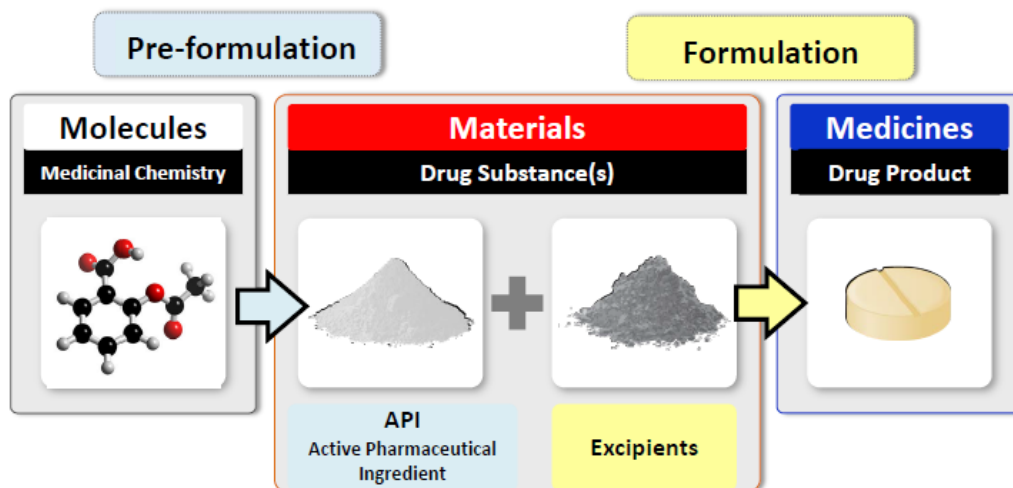 Pre-formulation
Formulation
Molecules
Medicinal Chemistry
Materials
Drug Substance(s)
Medicines
Drug Product
API
Active Pharmaceutical
Ingredient
Excipients